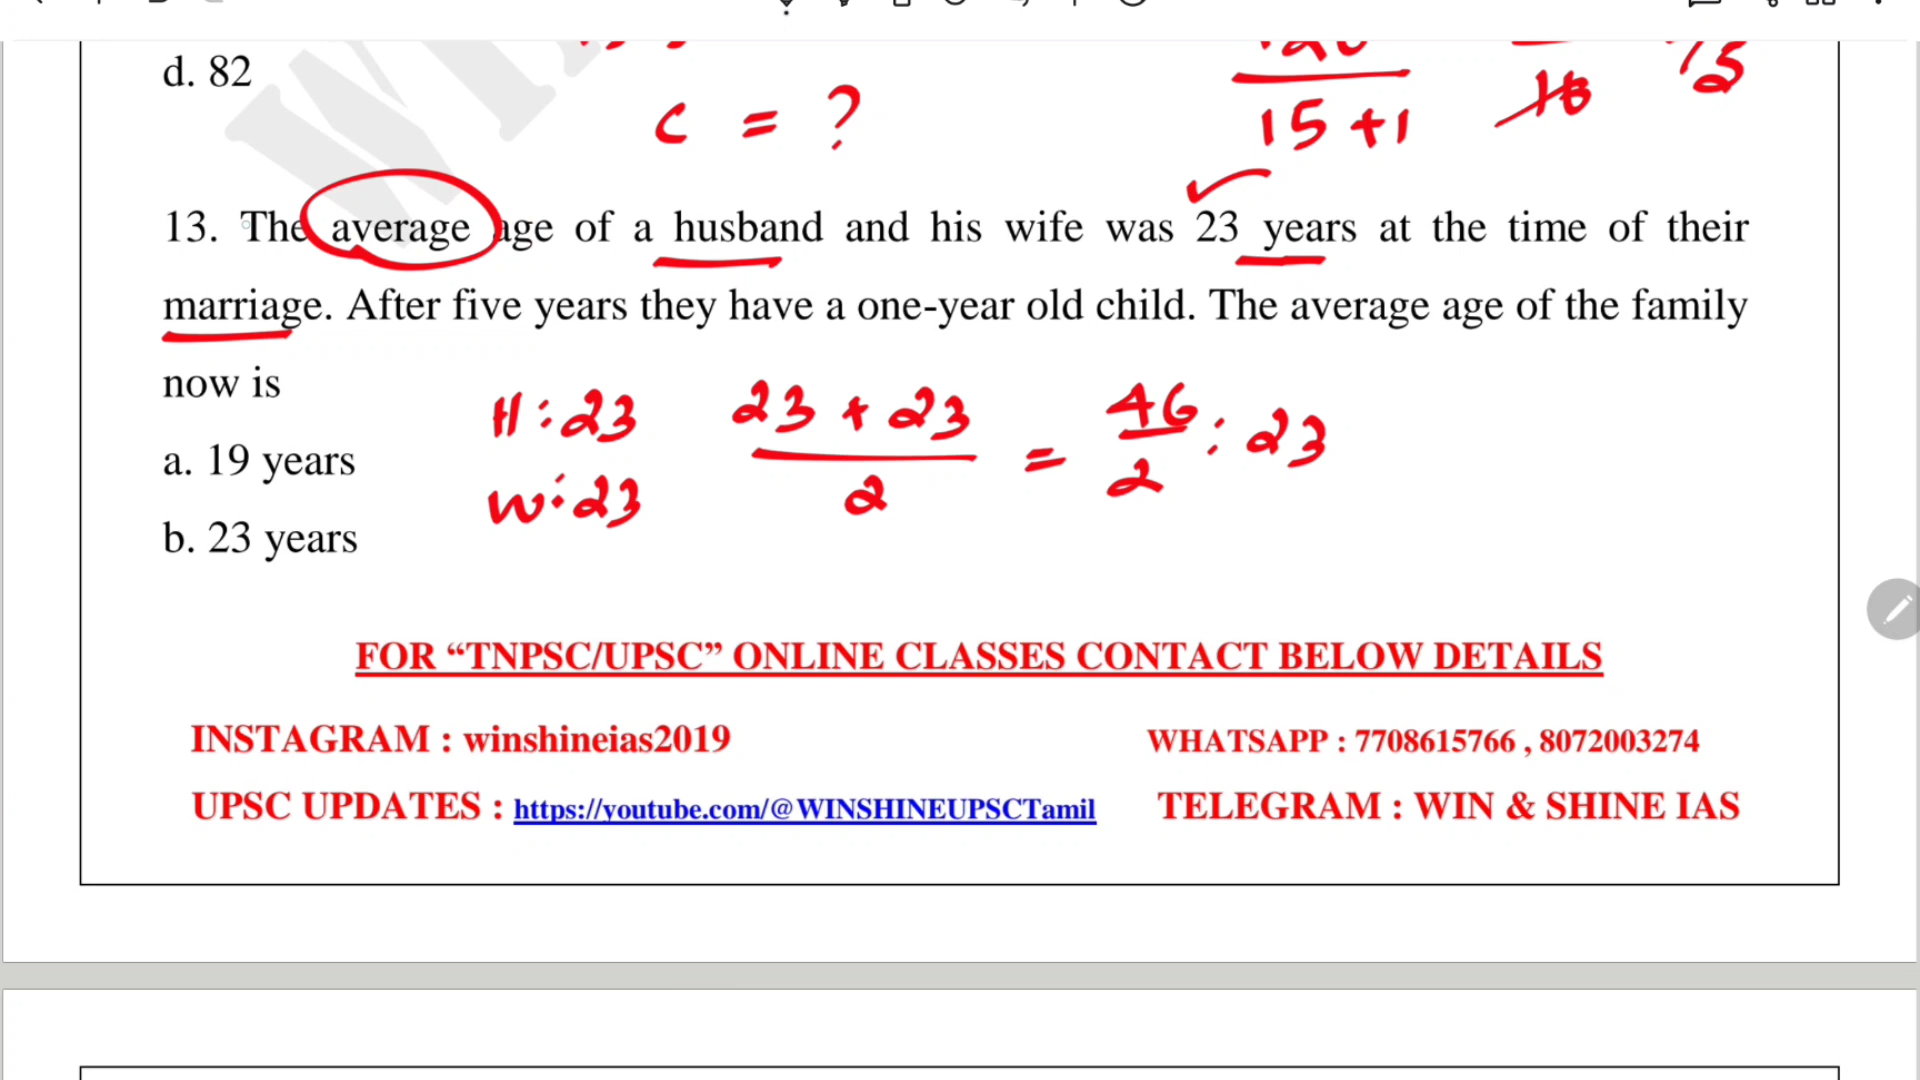 d. 82
c = ?
15 + 1
13. The average age of a husband and his wife was 23 years at the time of their
marriage. After five years they have a one-year old child. The average age of the family
now is
H : 23
23 + 23
2
= 46
2
: 23
a. 19 years
W : 23
b. 23 years
FOR “TNPSC/UPSC” ONLINE CLASSES CONTACT BELOW DETAILS
INSTAGRAM : winshineias2019
WHATSAPP : 7708615766 , 8072003274
UPSC UPDATES : https://youtube.com/@WINSHINEUPSCTamil
TELEGRAM : WIN & SHINE IAS